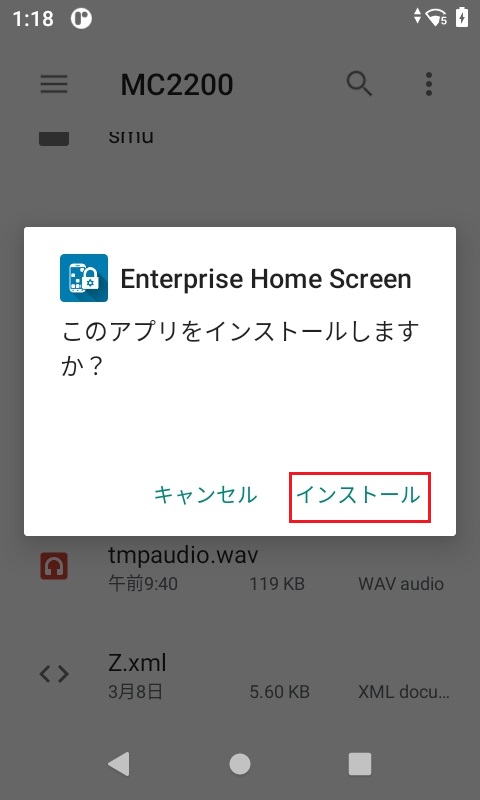 1:18
MC2200
smu
Enterprise Home Screen
このアプリをインストールします
か？
キャンセル インストール
tmpaudio.wav
午前9:40 119 KB WAV audio
Z.xml
3月8日 5.60 KB XML docu…